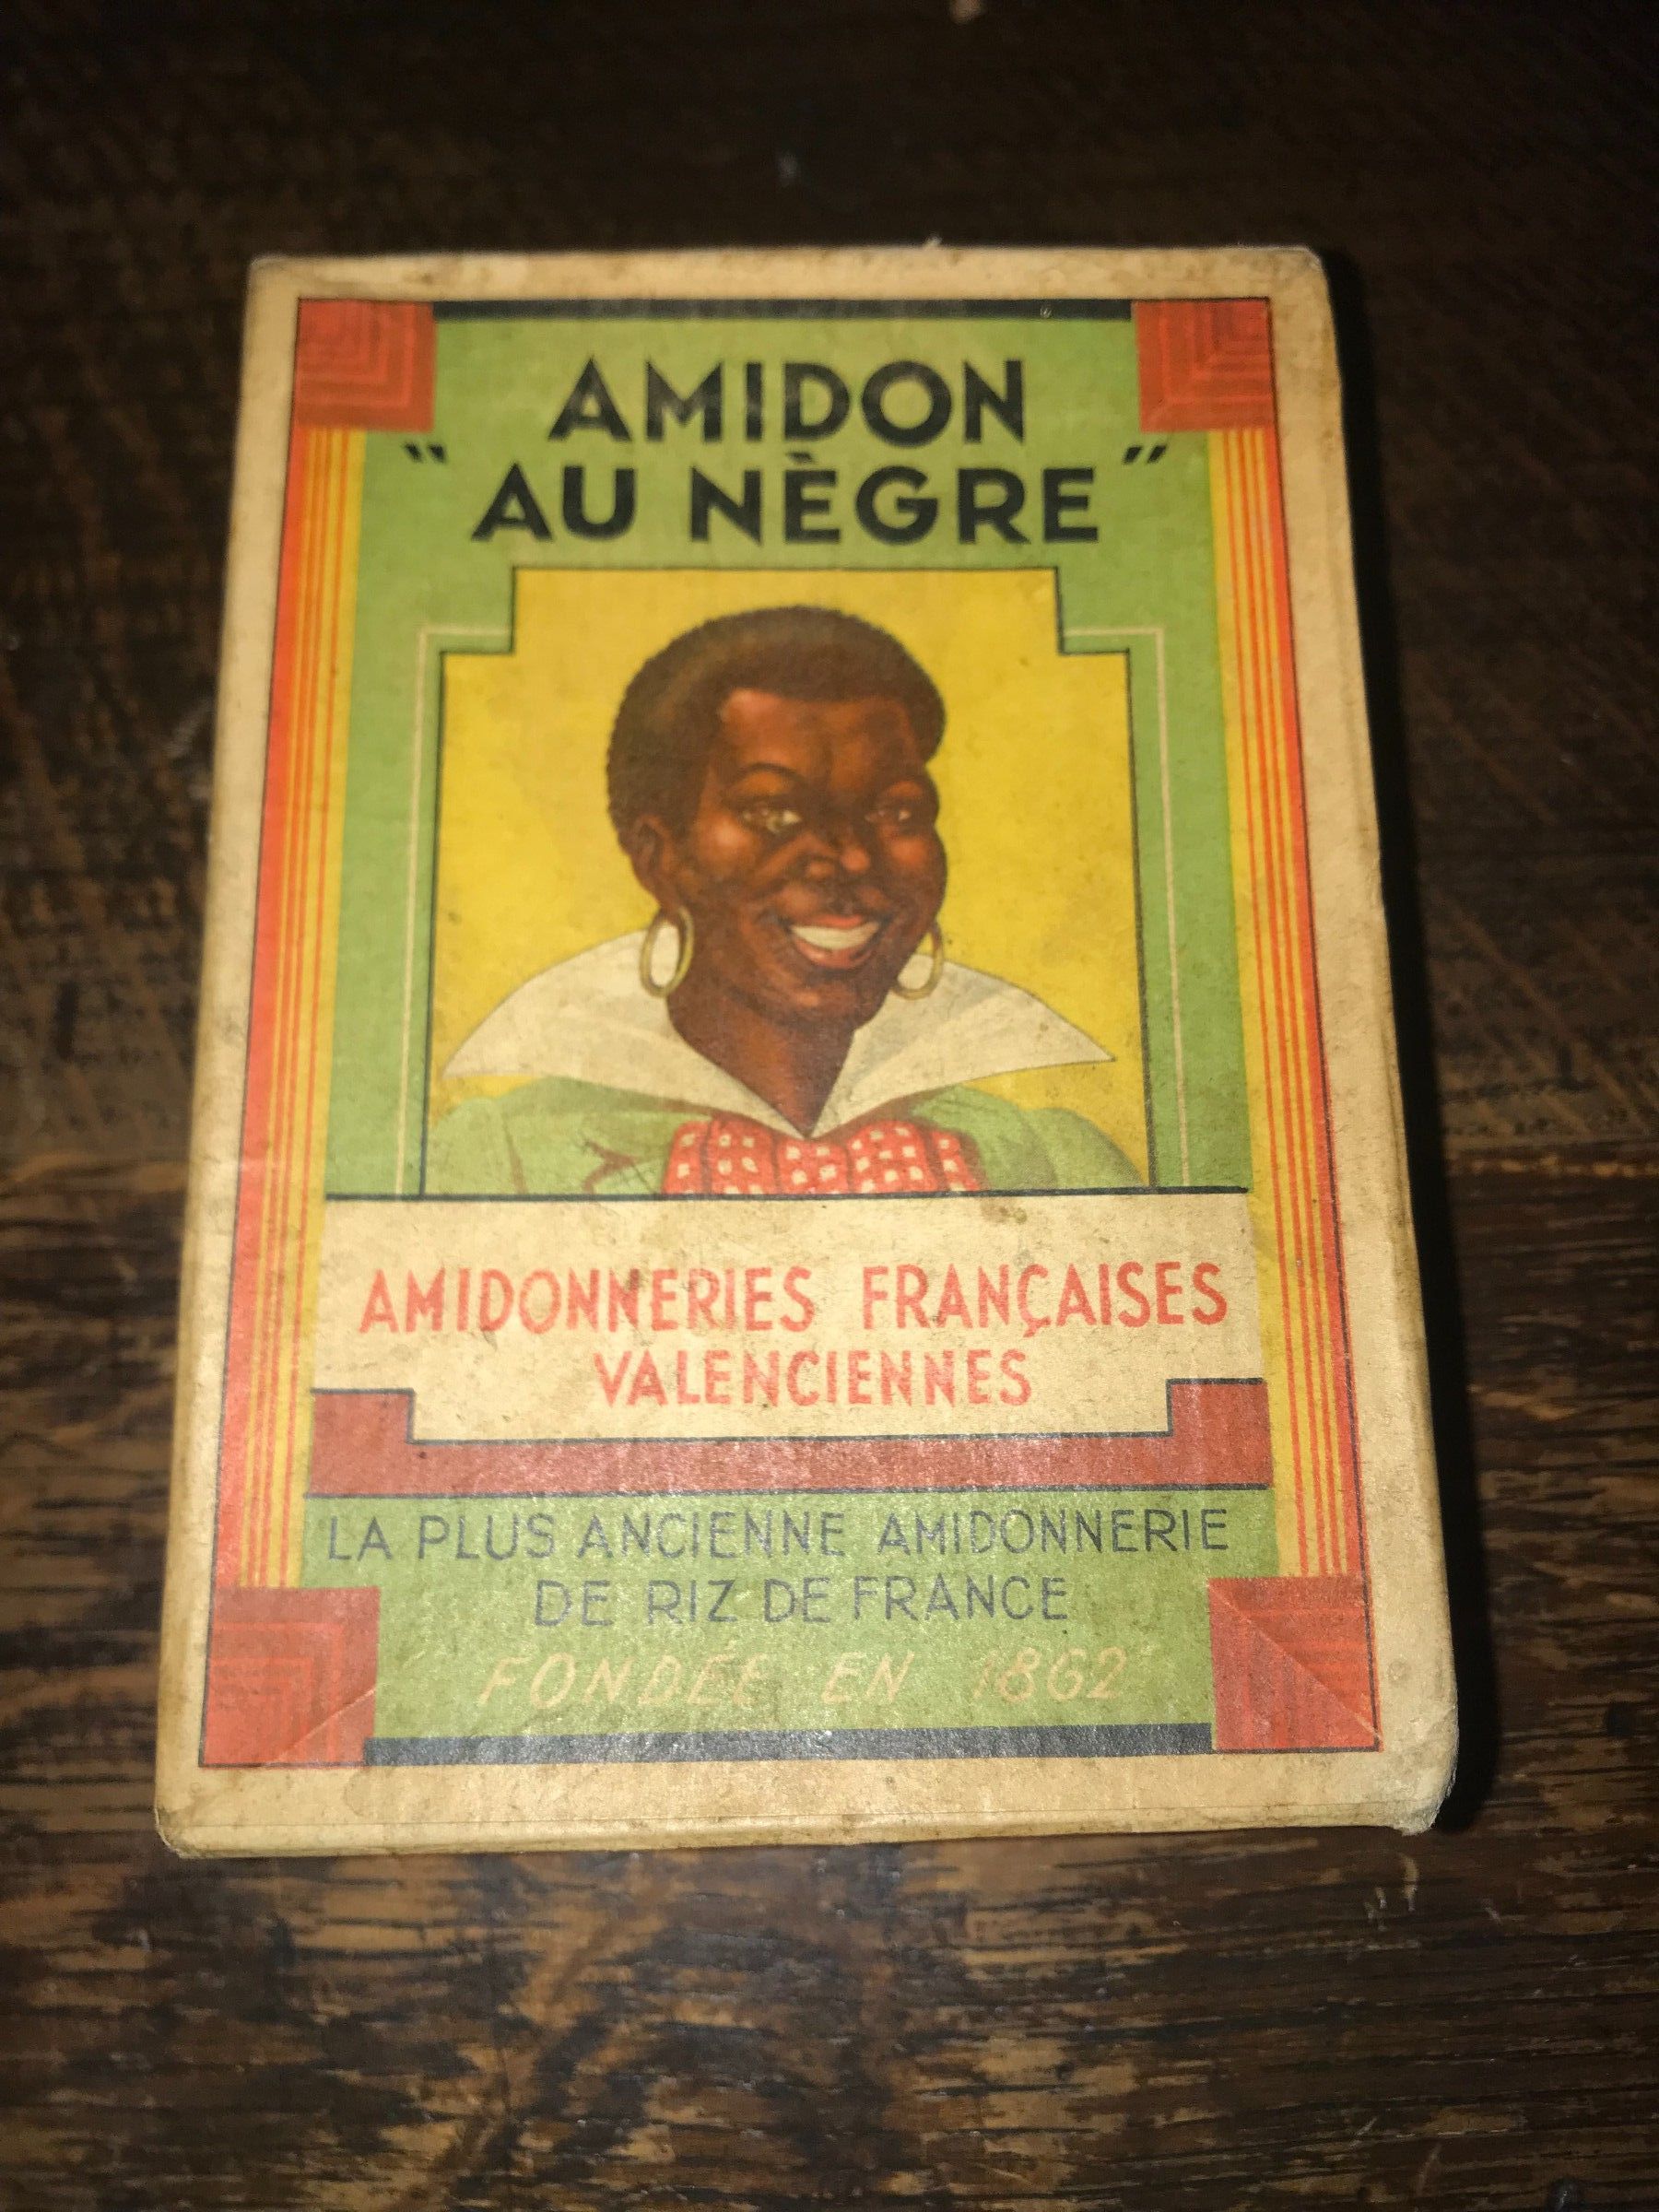 AMIDON
"AU NÈGRE"
AMIDONNERIES FRANÇAISES
VALENCIENNES
LA PLUS ANCIENNE AMIDONNERIE
DE RIZ DE FRANCE
FONDÉE EN 1862